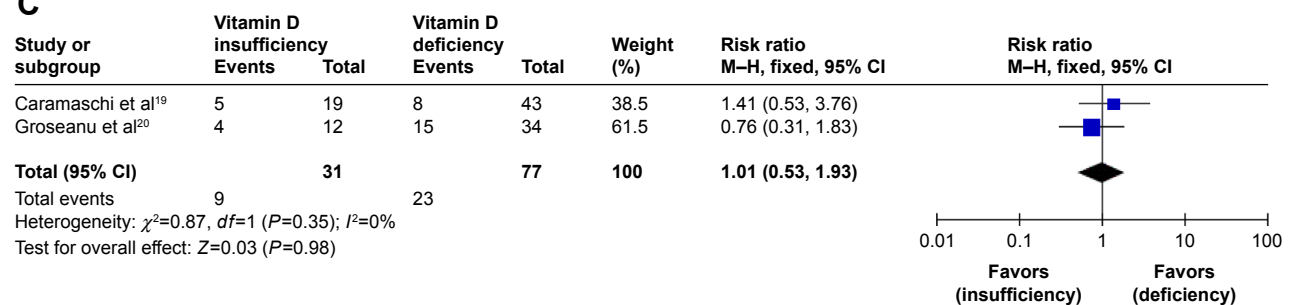 C
Study or subgroup Vitamin D insufficiency Vitamin D deficiency Weight (%) Risk ratio M–H, fixed, 95% CI Risk ratio M–H, fixed, 95% CI
Events Total Events Total
Caramaschi et al¹⁹ 5 19 8 43 38.5 1.41 (0.53, 3.76)
Groseanu et al²⁰ 4 12 15 34 61.5 0.76 (0.31, 1.83)
Total (95% CI) 31 77 100 1.01 (0.53, 1.93)
Total events 9 23
Heterogeneity: χ²=0.87, df=1 (P=0.35); I²=0%
Test for overall effect: Z=0.03 (P=0.98)
0.01 0.1 1 10 100
Favors (insufficiency) Favors (deficiency)